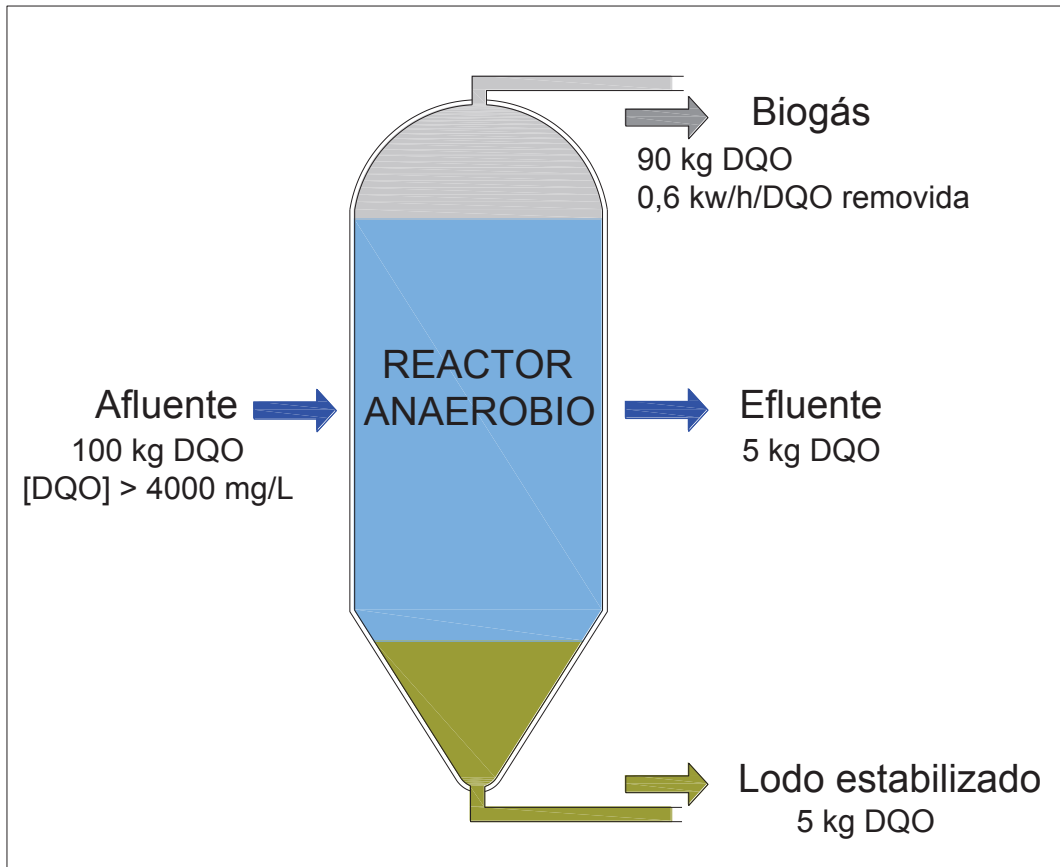 Biogás
90 kg DQO
0,6 kw/h/DQO removida
REACTOR
ANAEROBIO
Afluente
100 kg DQO
[DQO] > 4000 mg/L
Efluente
5 kg DQO
Lodo estabilizado
5 kg DQO